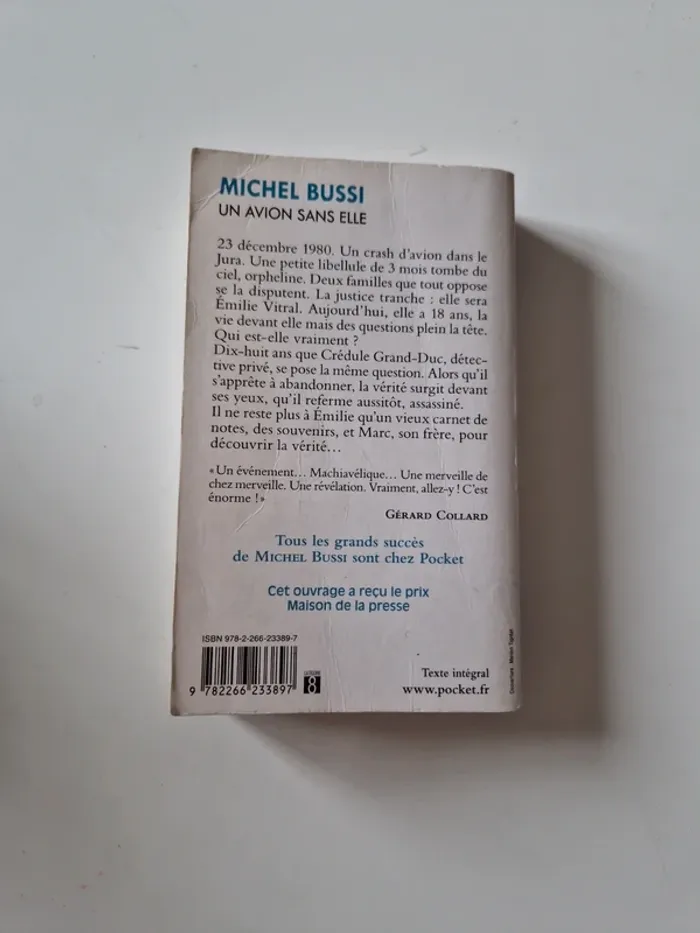 MICHEL BUSSI
UN AVION SANS ELLE
23 décembre 1980. Un crash d'avion dans le
Jura. Une petite libellule de 3 mois tombe du
ciel, orpheline. Deux familles que tout oppose
se la disputent. La justice tranche : elle sera
Émilie Vitral. Aujourd'hui, elle a 18 ans, la
vie devant elle mais des questions plein la tête.
Qui est-elle vraiment ?
Dix-huit ans que Crédule Grand-Duc, détec-
tive privé, se pose la même question. Alors qu'il
s'apprête à abandonner, la vérité surgit devant
ses yeux, qu'il referme aussitôt, assassiné.
Il ne reste plus à Émilie qu'un vieux carnet de
notes, des souvenirs, et Marc, son frère, pour
découvrir la vérité…
« Un événement… Machiavélique… Une merveille de
chez merveille. Une révélation. Vraiment, allez-y ! C'est
énorme ! »
GÉRARD COLLARD
Tous les grands succès
de MICHEL BUSSI sont chez Pocket
Cet ouvrage a reçu le prix
Maison de la presse
ISBN 978-2-266-23389-7
9 782266 233897
8
Texte intégral
www.pocket.fr
Couverture :